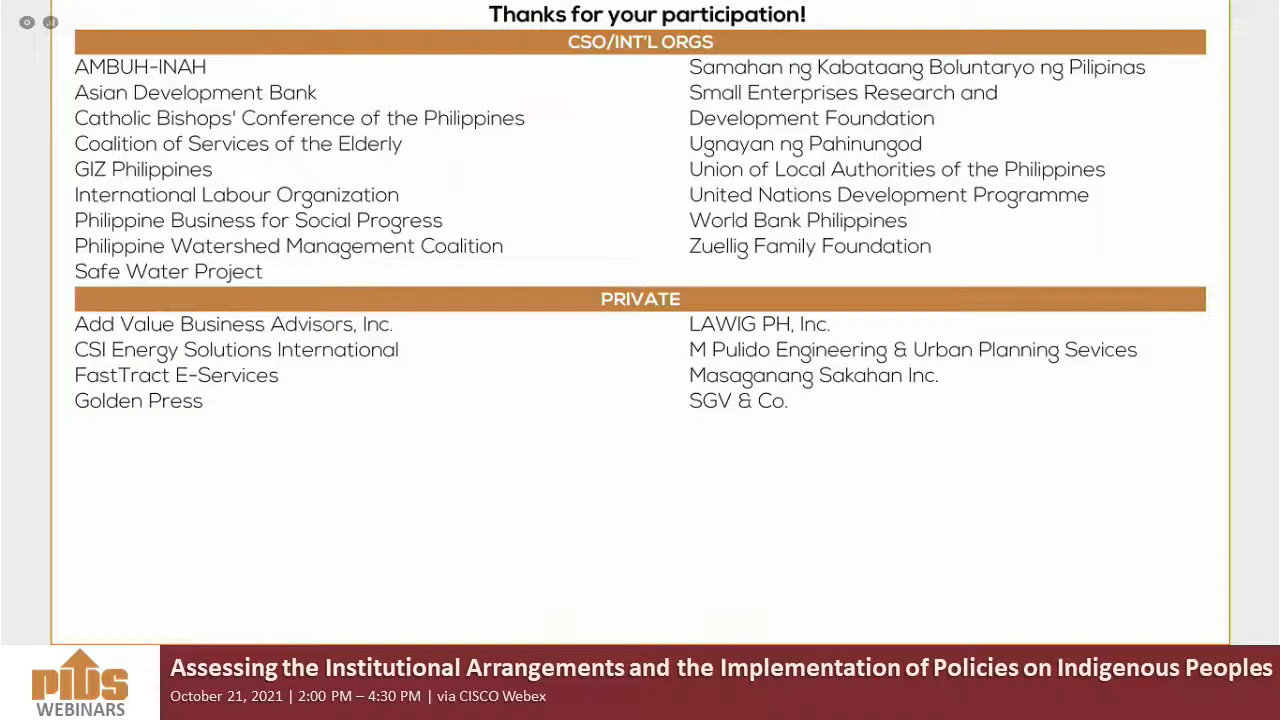 Thanks for your participation!
CSO/INT'L ORGS
AMBUH-INAH
Asian Development Bank
Catholic Bishops' Conference of the Philippines
Coalition of Services of the Elderly
GIZ Philippines
International Labour Organization
Philippine Business for Social Progress
Philippine Watershed Management Coalition
Safe Water Project
Samahan ng Kabataang Boluntaryo ng Pilipinas
Small Enterprises Research and
Development Foundation
Ugnayan ng Pahinungod
Union of Local Authorities of the Philippines
United Nations Development Programme
World Bank Philippines
Zuellig Family Foundation
PRIVATE
Add Value Business Advisors, Inc.
CSI Energy Solutions International
FastTract E-Services
Golden Press
LAWIG PH, Inc.
M Pulido Engineering & Urban Planning Sevices
Masaganang Sakahan Inc.
SGV & Co.
pids
WEBINARS
Assessing the Institutional Arrangements and the Implementation of Policies on Indigenous Peoples
October 21, 2021 | 2:00 PM – 4:30 PM | via CISCO Webex